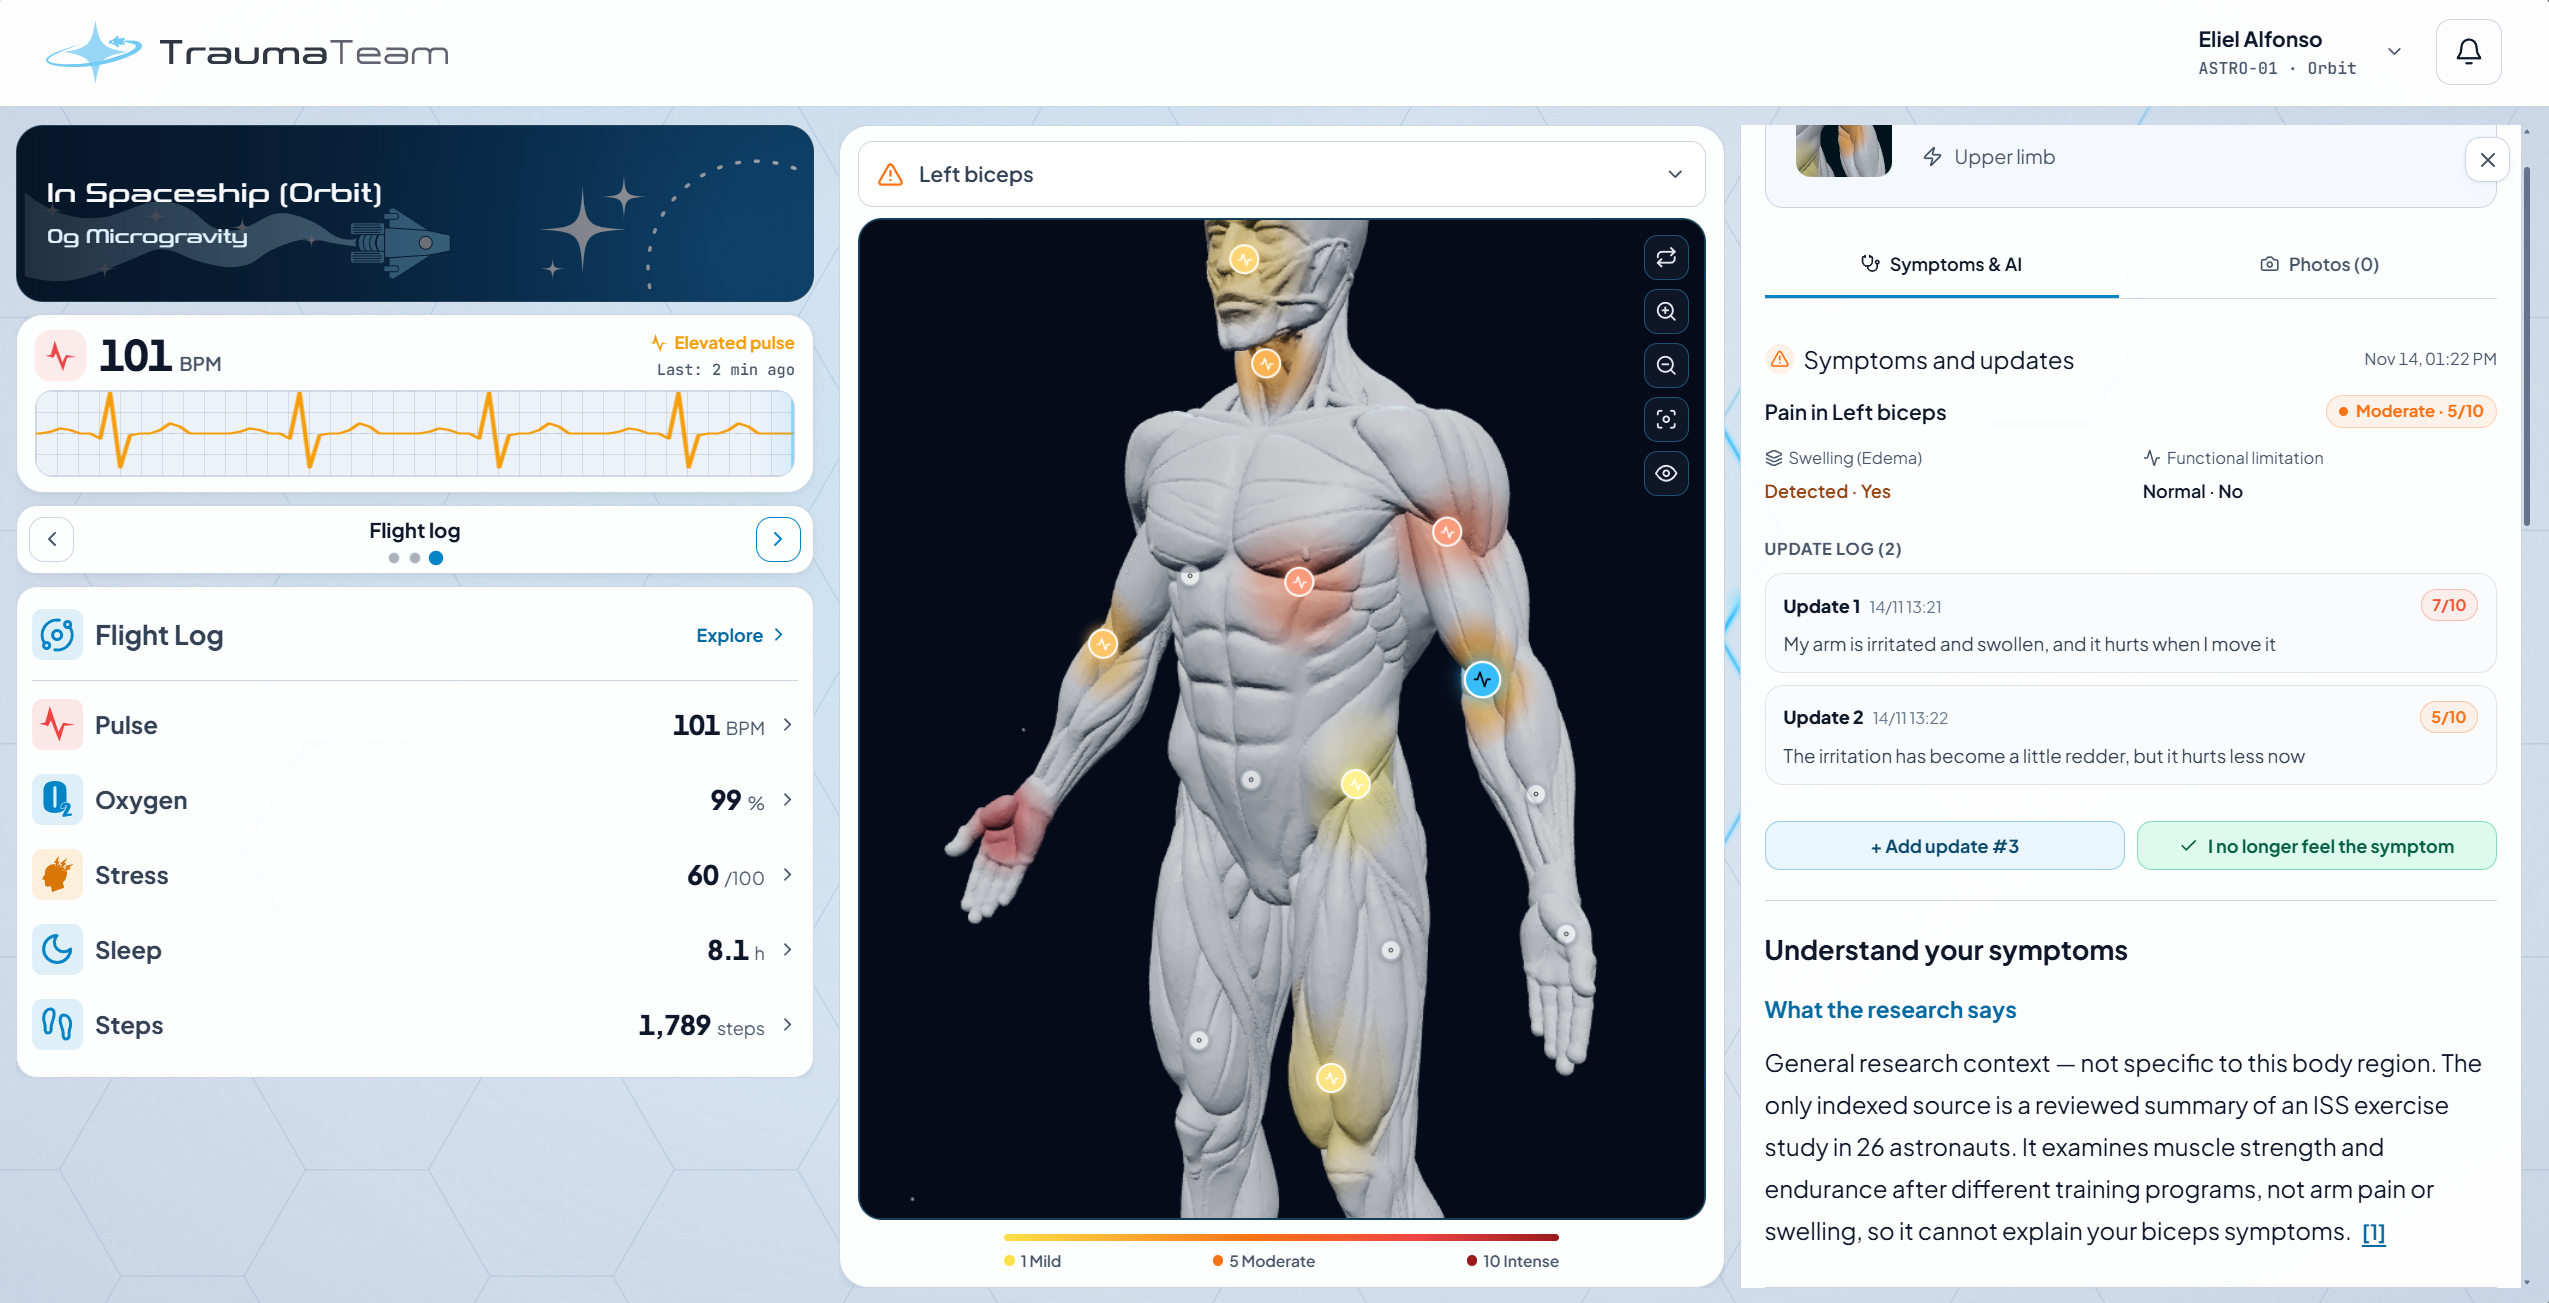 TraumaTeam
Eliel Alfonso
ASTRO-01 · Orbit
In Spaceship (Orbit)
0g Microgravity
101 BPM
Elevated pulse
Last: 2 min ago
Flight log
Flight Log
Explore
Pulse
101 BPM
Oxygen
99 %
Stress
60 /100
Sleep
8.1 h
Steps
1,789 steps
Left biceps
1 Mild
5 Moderate
10 Intense
Upper limb
Symptoms & AI
Photos (0)
Symptoms and updates
Nov 14, 01:22 PM
Pain in Left biceps
Moderate · 5/10
Swelling (Edema)
Functional limitation
Detected · Yes
Normal · No
UPDATE LOG (2)
Update 1 14/11 13:21
7/10
My arm is irritated and swollen, and it hurts when I move it
Update 2 14/11 13:22
5/10
The irritation has become a little redder, but it hurts less now
+ Add update #3
I no longer feel the symptom
Understand your symptoms
What the research says
General research context — not specific to this body region. The
only indexed source is a reviewed summary of an ISS exercise
study in 26 astronauts. It examines muscle strength and
endurance after different training programs, not arm pain or
swelling, so it cannot explain your biceps symptoms. [1]